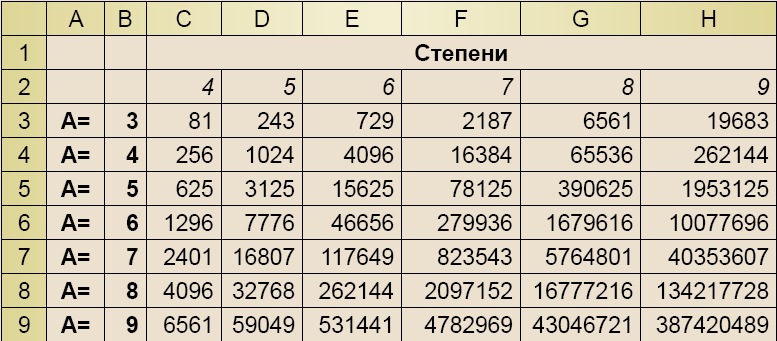 A B C D E F G H
1 Степени
2 4 5 6 7 8 9
3 A= 3 81 243 729 2187 6561 19683
4 A= 4 256 1024 4096 16384 65536 262144
5 A= 5 625 3125 15625 78125 390625 1953125
6 A= 6 1296 7776 46656 279936 1679616 10077696
7 A= 7 2401 16807 117649 823543 5764801 40353607
8 A= 8 4096 32768 262144 2097152 16777216 134217728
9 A= 9 6561 59049 531441 4782969 43046721 387420489